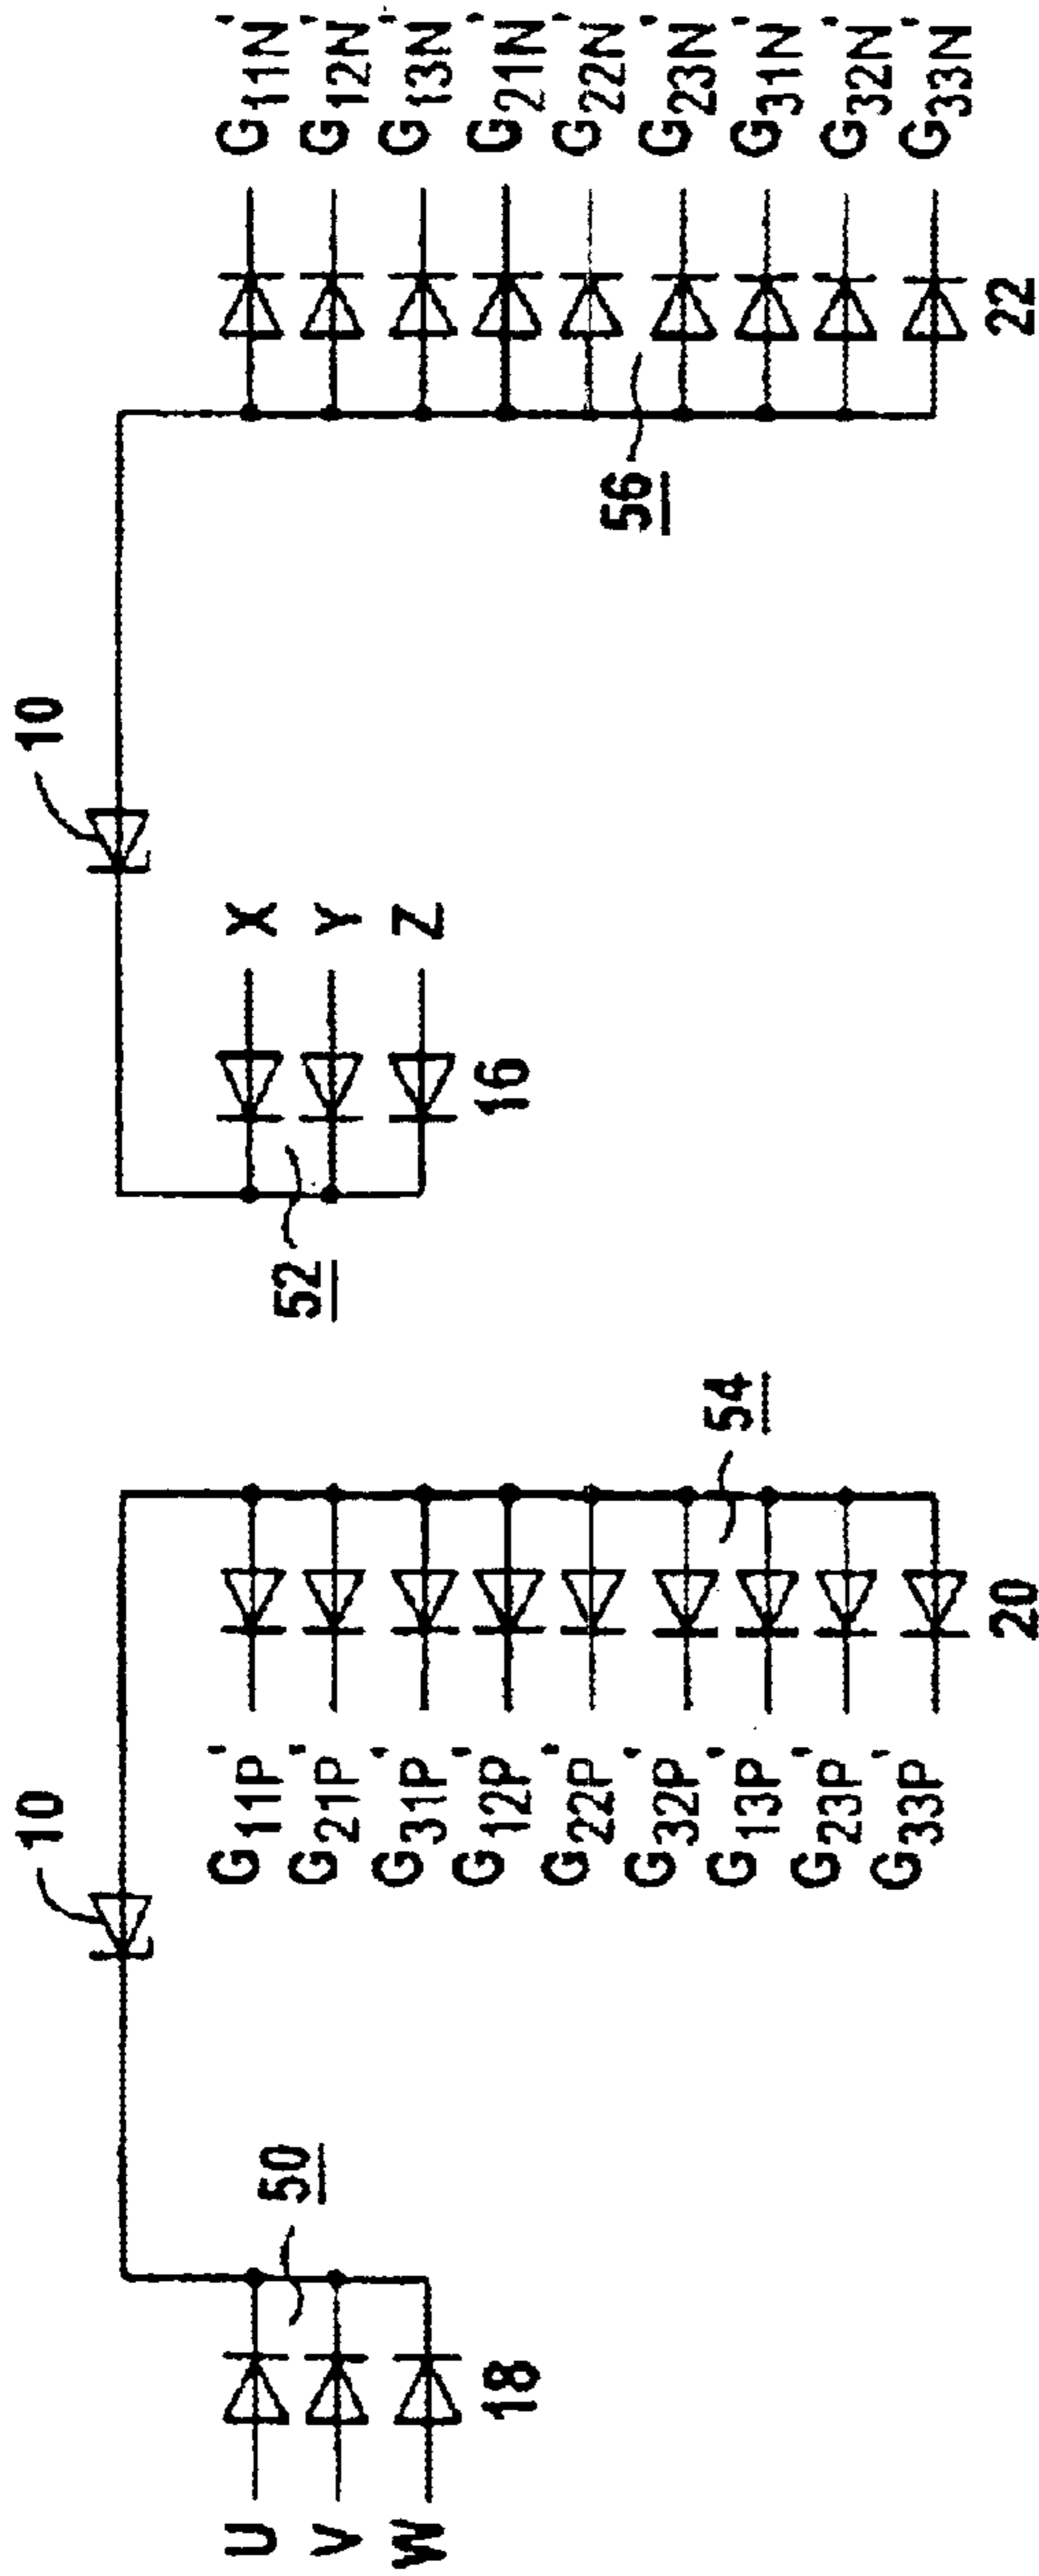 10
50
U
V
W
18
G11P'
G21P'
G31P'
G12P'
G22P'
G32P'
G13P'
G23P'
G33P'
54
20
10
52
X
Y
Z
16
56
G11N'
G12N'
G13N'
G21N'
G22N'
G23N'
G31N'
G32N'
G33N'
22